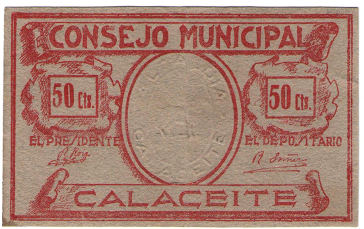 CONSEJO MUNICIPAL
50 Cts.
50 Cts.
EL PRESIDENTE
EL DEPOSITARIO
CALACEITE